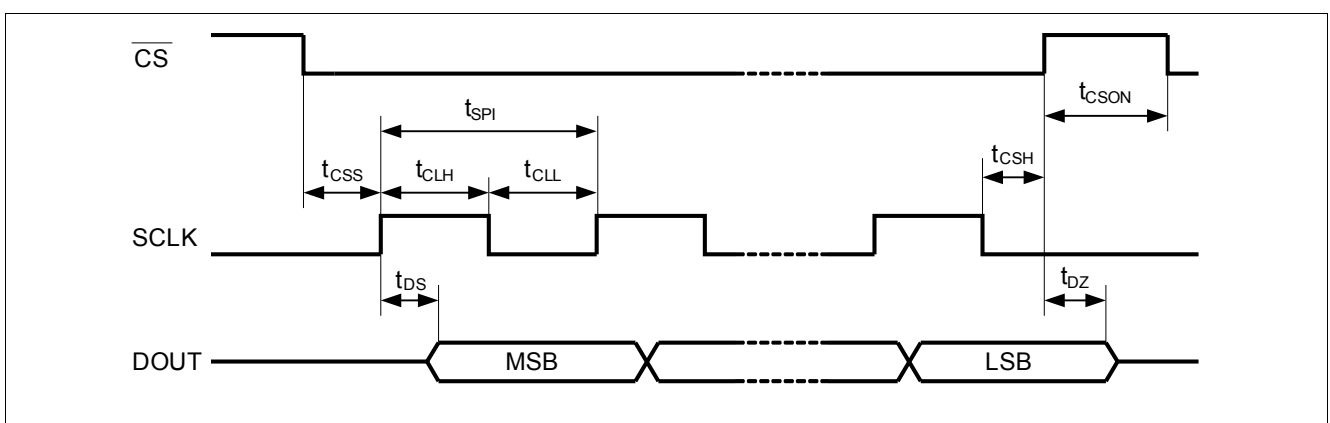 CS
tCSON
tSPI
tCSH
tCSS
tCLH
tCLL
SCLK
tDS
tDZ
DOUT
MSB
LSB